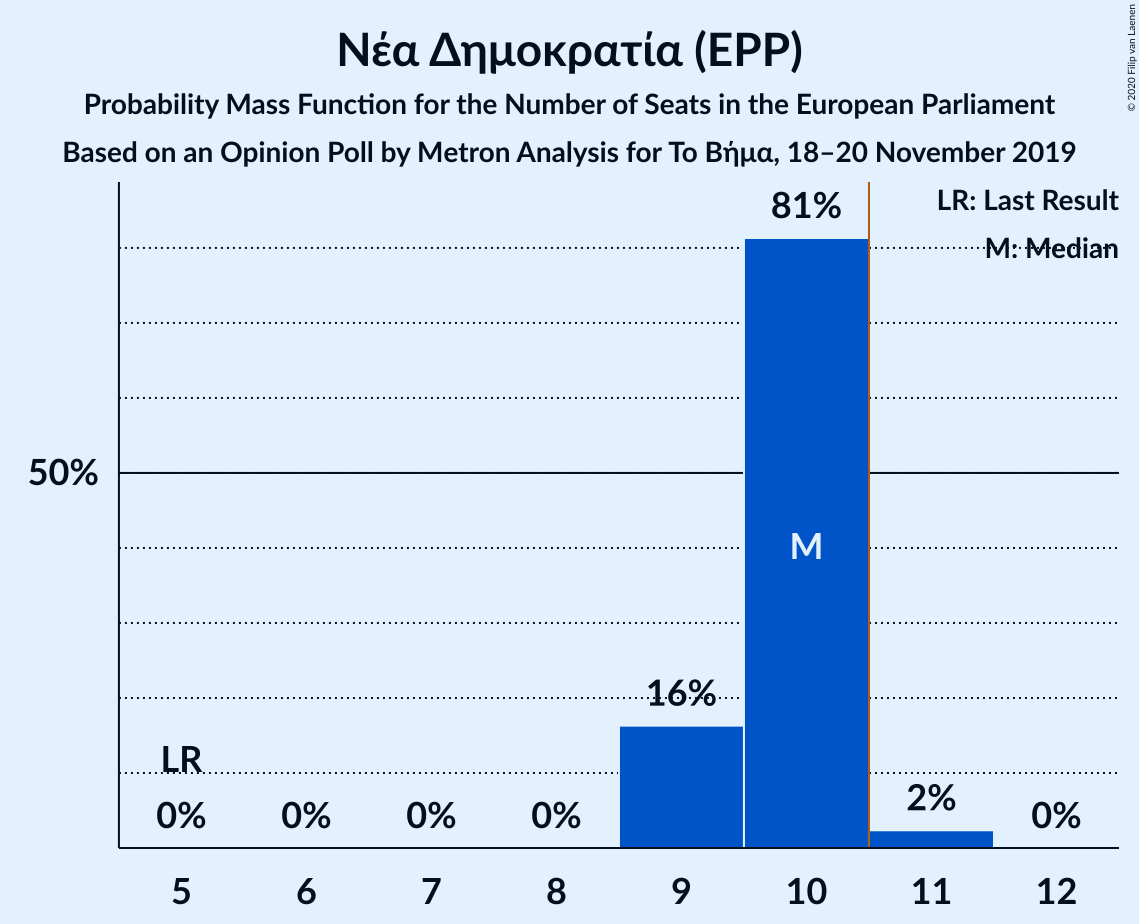 Νέα Δημοκρατία (EPP)
Probability Mass Function for the Number of Seats in the European Parliament
Based on an Opinion Poll by Metron Analysis for Το Βήμα, 18–20 November 2019
© 2020 Filip van Laenen
LR: Last Result
M: Median
81%
50%
M
16%
LR
2%
0% 0% 0% 0% 0%
5 6 7 8 9 10 11 12